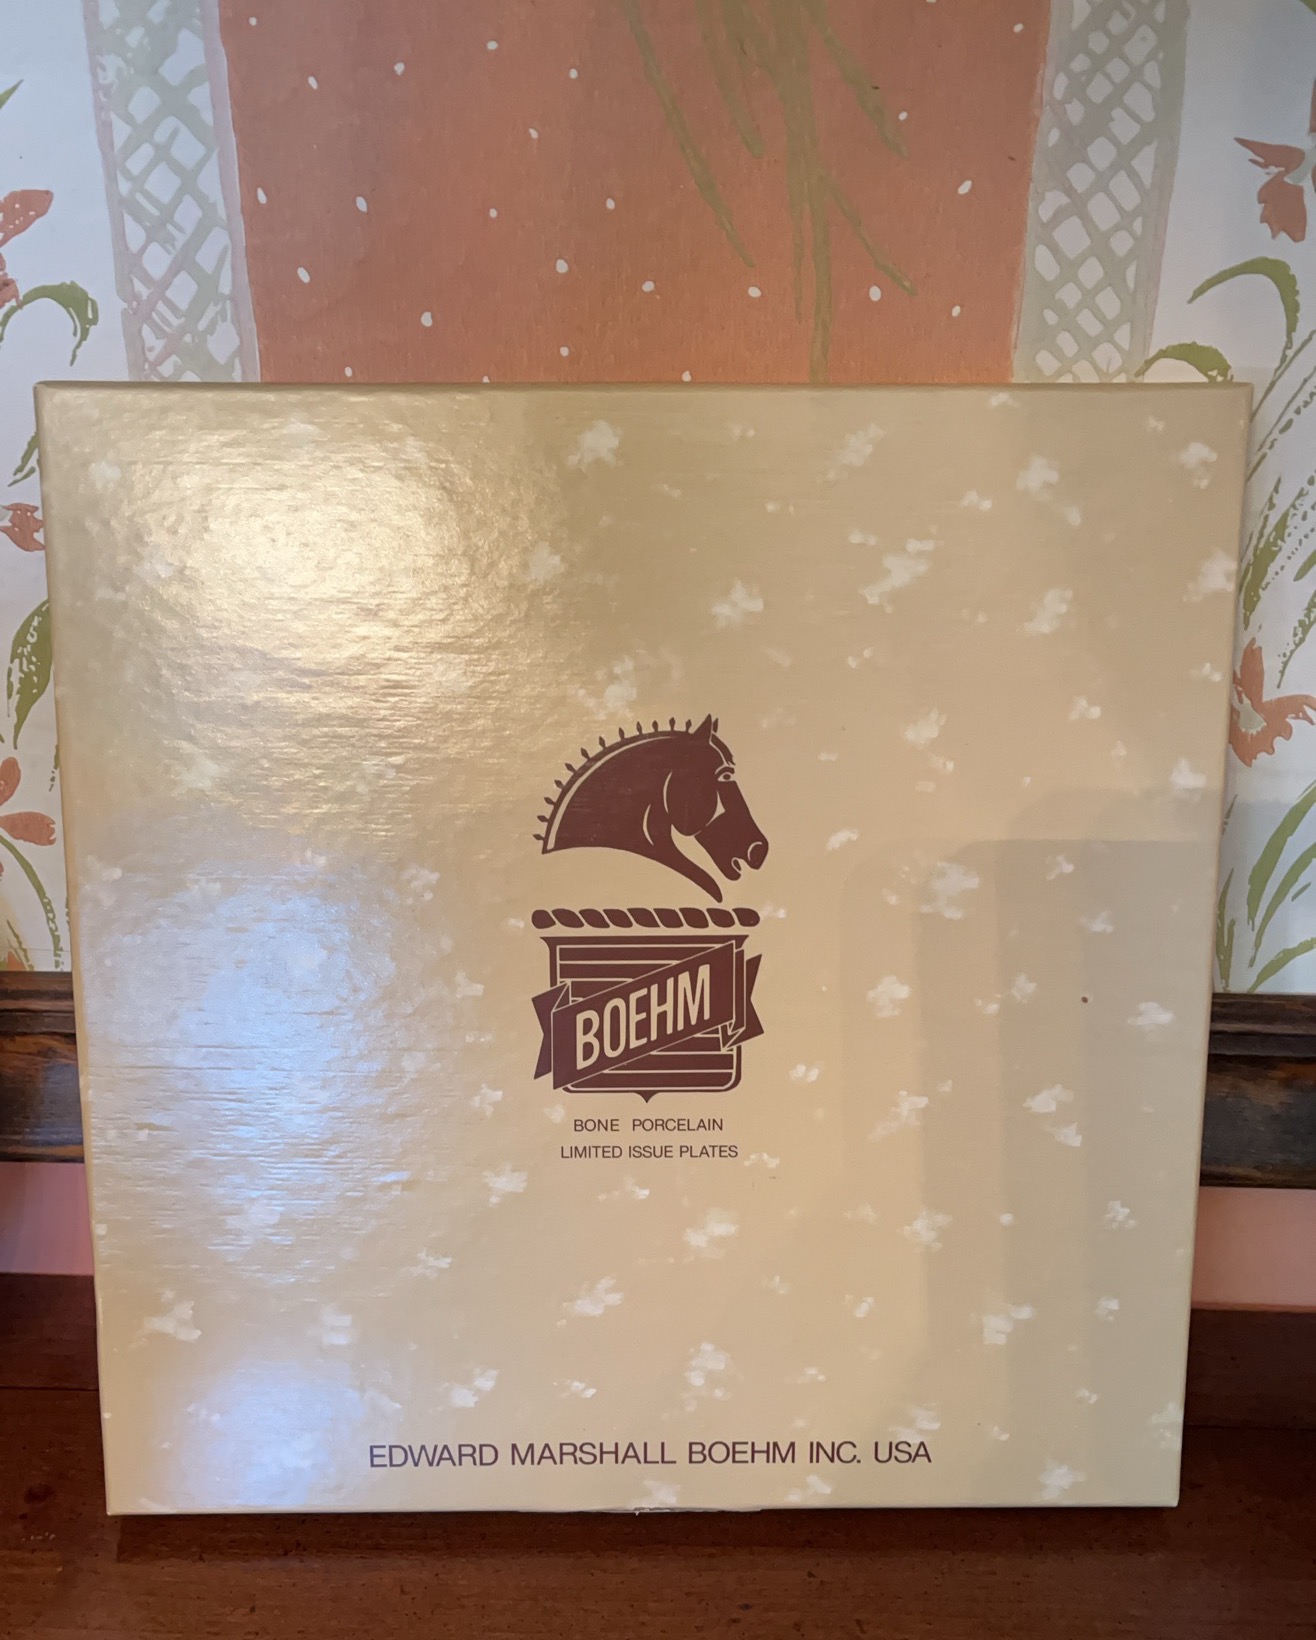 BOEHM
BONE PORCELAIN
LIMITED ISSUE PLATES
EDWARD MARSHALL BOEHM INC. USA